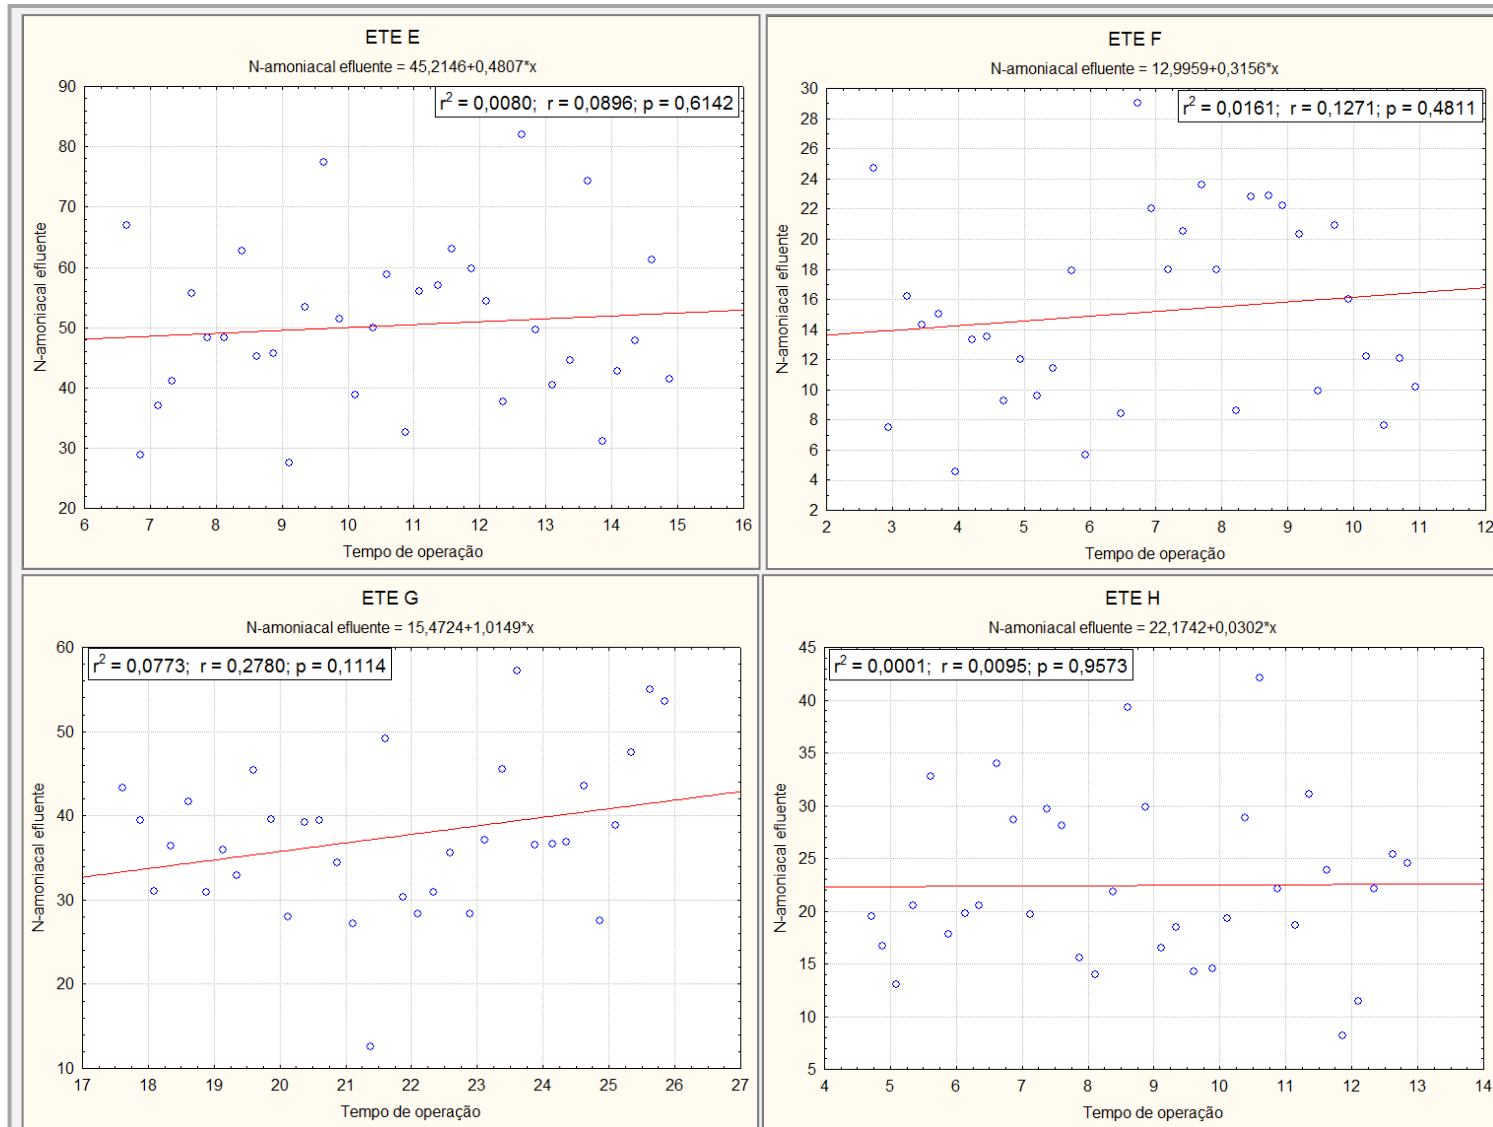 ETE E
N-amoniacal efluente = 45,2146+0,4807*x
r² = 0,0080; r = 0,0896; p = 0,6142
90
80
70
60
50
40
30
20
N-amoniacal efluente
6 7 8 9 10 11 12 13 14 15 16
Tempo de operação
ETE F
N-amoniacal efluente = 12,9959+0,3156*x
r² = 0,0161; r = 0,1271; p = 0,4811
30
28
26
24
22
20
18
16
14
12
10
8
6
4
2
N-amoniacal efluente
2 3 4 5 6 7 8 9 10 11 12
Tempo de operação
ETE G
N-amoniacal efluente = 15,4724+1,0149*x
r² = 0,0773; r = 0,2780; p = 0,1114
60
50
40
30
20
10
N-amoniacal efluente
17 18 19 20 21 22 23 24 25 26 27
Tempo de operação
ETE H
N-amoniacal efluente = 22,1742+0,0302*x
r² = 0,0001; r = 0,0095; p = 0,9573
45
40
35
30
25
20
15
10
5
N-amoniacal efluente
4 5 6 7 8 9 10 11 12 13 14
Tempo de operação